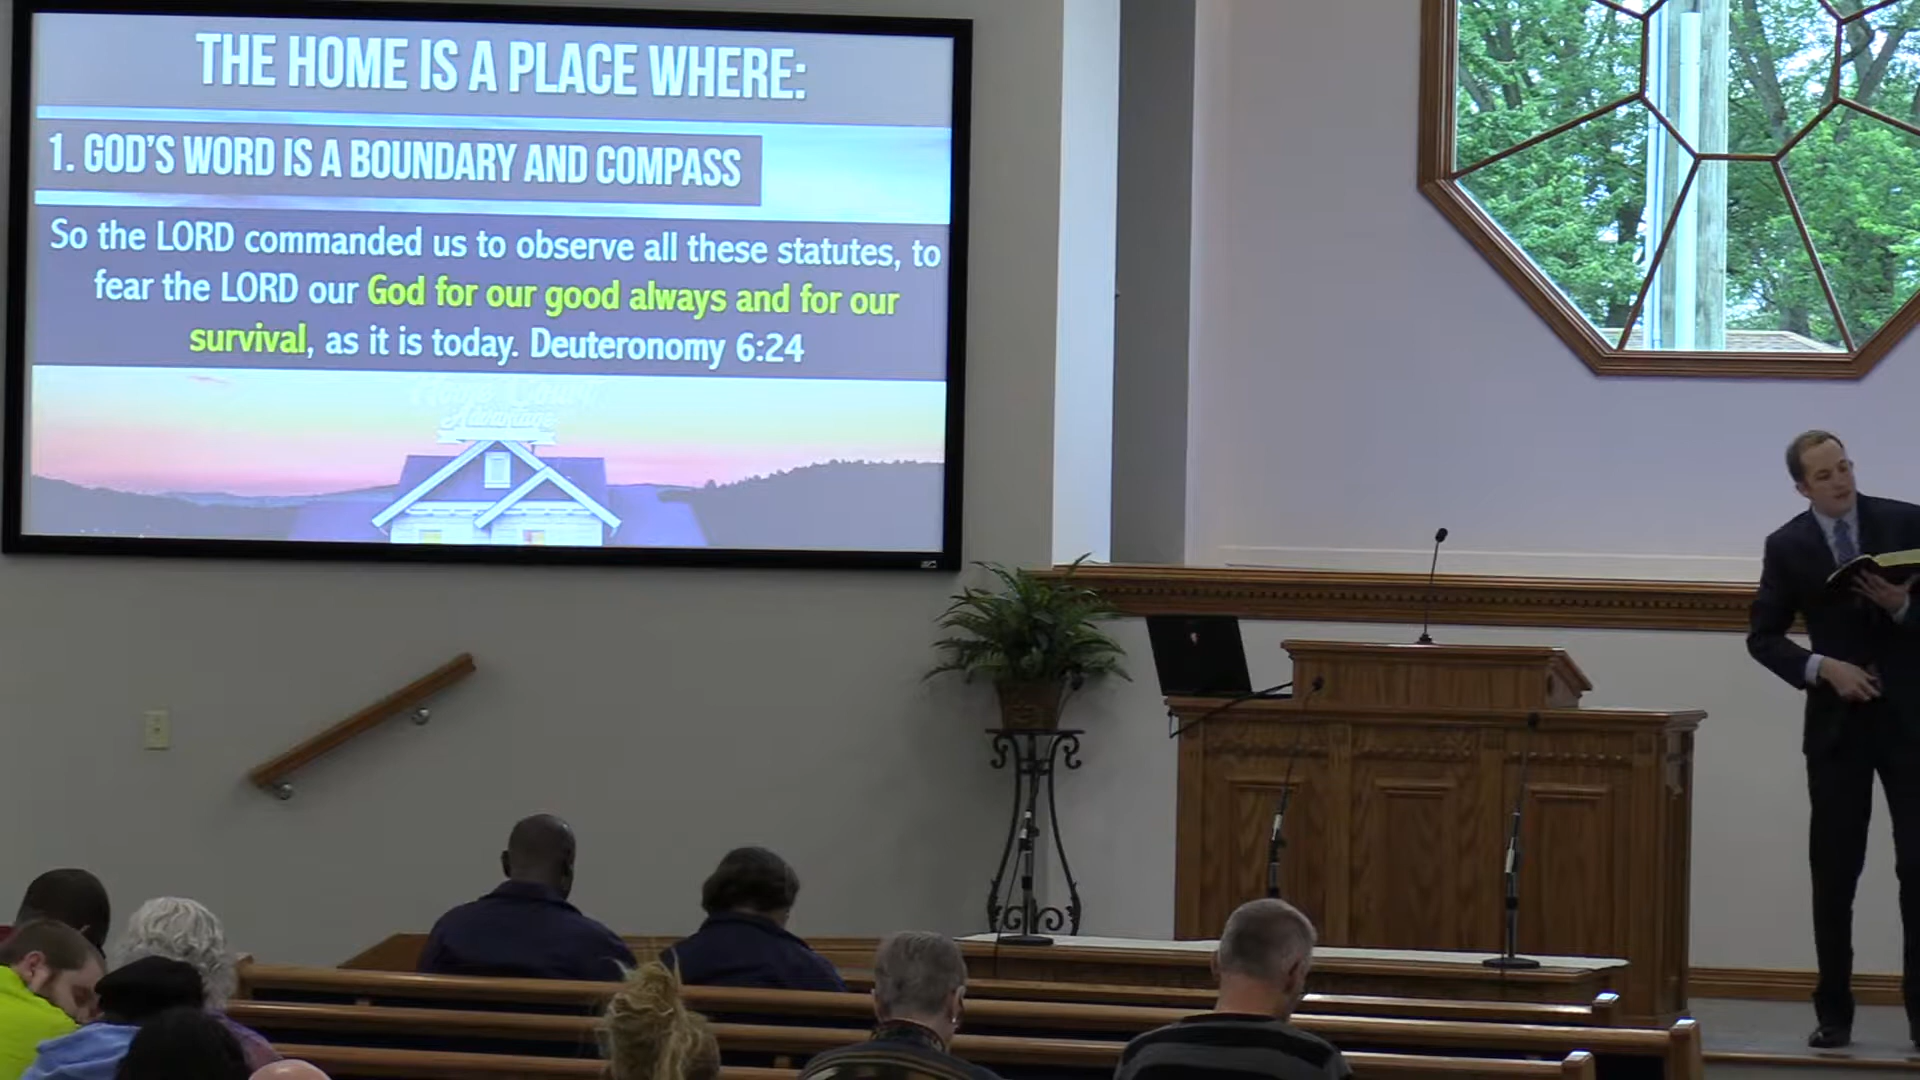 THE HOME IS A PLACE WHERE:
1. GOD'S WORD IS A BOUNDARY AND COMPASS
So the LORD commanded us to observe all these statutes, to
fear the LORD our God for our good always and for our
survival, as it is today. Deuteronomy 6:24
Advantage